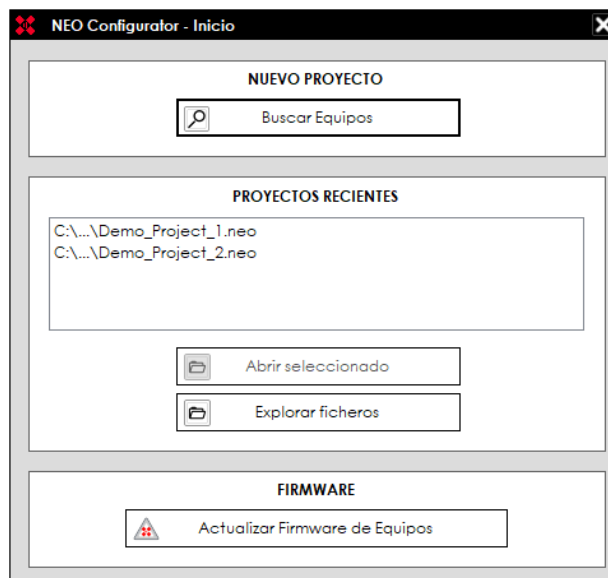 NEO Configurator - Inicio
NUEVO PROYECTO
Buscar Equipos
PROYECTOS RECIENTES
C:\...\Demo_Project_1.neo
C:\...\Demo_Project_2.neo
Abrir seleccionado
Explorar ficheros
FIRMWARE
Actualizar Firmware de Equipos